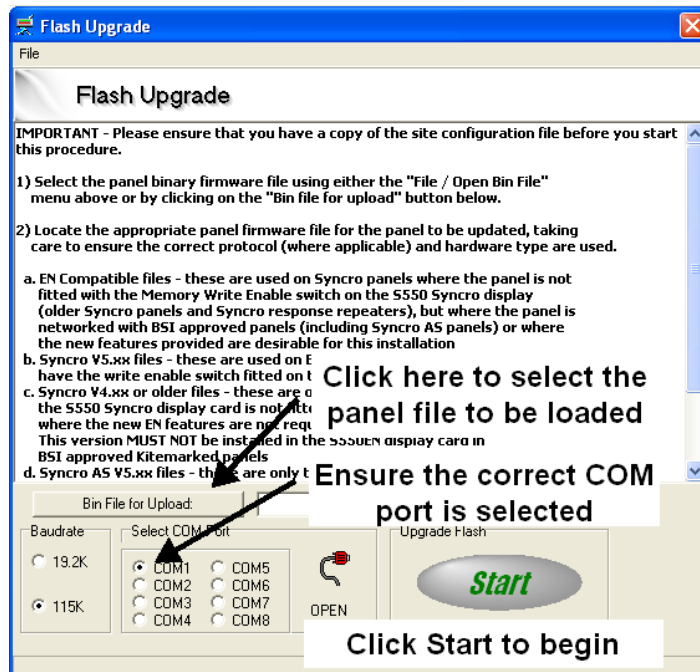 Flash Upgrade
File
Flash Upgrade
IMPORTANT - Please ensure that you have a copy of the site configuration file before you start
this procedure.
1) Select the panel binary firmware file using either the "File / Open Bin File"
menu above or by clicking on the "Bin file for upload" button below.
2) Locate the appropriate panel firmware file for the panel to be updated, taking
care to ensure the correct protocol (where applicable) and hardware type are used.
a. EN Compatible files - these are used on Syncro panels where the panel is not
fitted with the Memory Write Enable switch on the S550 Syncro display
(older Syncro panels and Syncro response repeaters), but where the panel is
networked with BSI approved panels (including Syncro AS panels) or where
the new features provided are desirable for this installation
b. Syncro V5.xx files - these are used on
have the write enable switch fitted on
c. Syncro V4.xx or older files - these are
the S550 Syncro display card is not
where the new EN features are not
This version MUST NOT be installed in the S550EN display card in
BSI approved Kitemarked panels
d. Syncro AS V5.xx files - these are only
Click here to select the
panel file to be loaded
Ensure the correct COM
port is selected
Bin File for Upload:
Baudrate
19.2K
115K
Select COM Port
COM1
COM2
COM3
COM4
COM5
COM6
COM7
COM8
OPEN
Upgrade Flash
Start
Click Start to begin